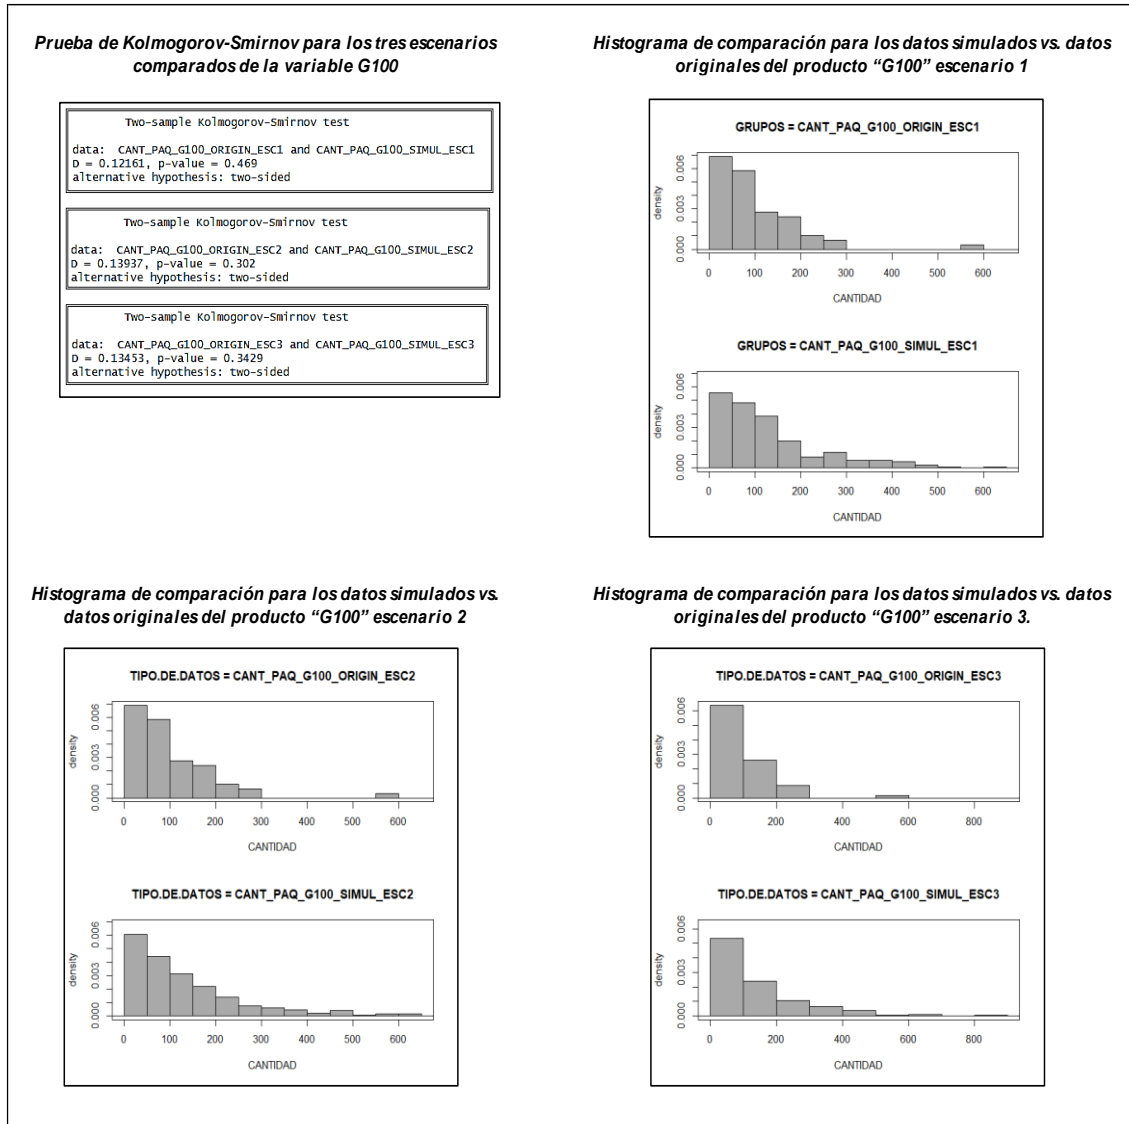 Prueba de Kolmogorov-Smirnov para los tres escenarios
comparados de la variable G100
Two-sample Kolmogorov-Smirnov test
data: CANT_PAQ_G100_ORIGIN_ESC1 and CANT_PAQ_G100_SIMUL_ESC1
D = 0.12161, p-value = 0.469
alternative hypothesis: two-sided
Two-sample Kolmogorov-Smirnov test
data: CANT_PAQ_G100_ORIGIN_ESC2 and CANT_PAQ_G100_SIMUL_ESC2
D = 0.13937, p-value = 0.302
alternative hypothesis: two-sided
Two-sample Kolmogorov-Smirnov test
data: CANT_PAQ_G100_ORIGIN_ESC3 and CANT_PAQ_G100_SIMUL_ESC3
D = 0.13453, p-value = 0.3429
alternative hypothesis: two-sided
Histograma de comparación para los datos simulados vs. datos
originales del producto “G100” escenario 1
GRUPOS = CANT_PAQ_G100_ORIGIN_ESC1
density
0.006
0.003
0.000
0 100 200 300 400 500 600
CANTIDAD
GRUPOS = CANT_PAQ_G100_SIMUL_ESC1
density
0.006
0.003
0.000
0 100 200 300 400 500 600
CANTIDAD
Histograma de comparación para los datos simulados vs.
datos originales del producto “G100” escenario 2
TIPO.DE.DATOS = CANT_PAQ_G100_ORIGIN_ESC2
density
0.006
0.003
0.000
0 100 200 300 400 500 600
CANTIDAD
TIPO.DE.DATOS = CANT_PAQ_G100_SIMUL_ESC2
density
0.006
0.003
0.000
0 100 200 300 400 500 600
CANTIDAD
Histograma de comparación para los datos simulados vs. datos
originales del producto “G100” escenario 3.
TIPO.DE.DATOS = CANT_PAQ_G100_ORIGIN_ESC3
density
0.006
0.003
0.000
0 200 400 600 800
CANTIDAD
TIPO.DE.DATOS = CANT_PAQ_G100_SIMUL_ESC3
density
0.006
0.003
0.000
0 200 400 600 800
CANTIDAD